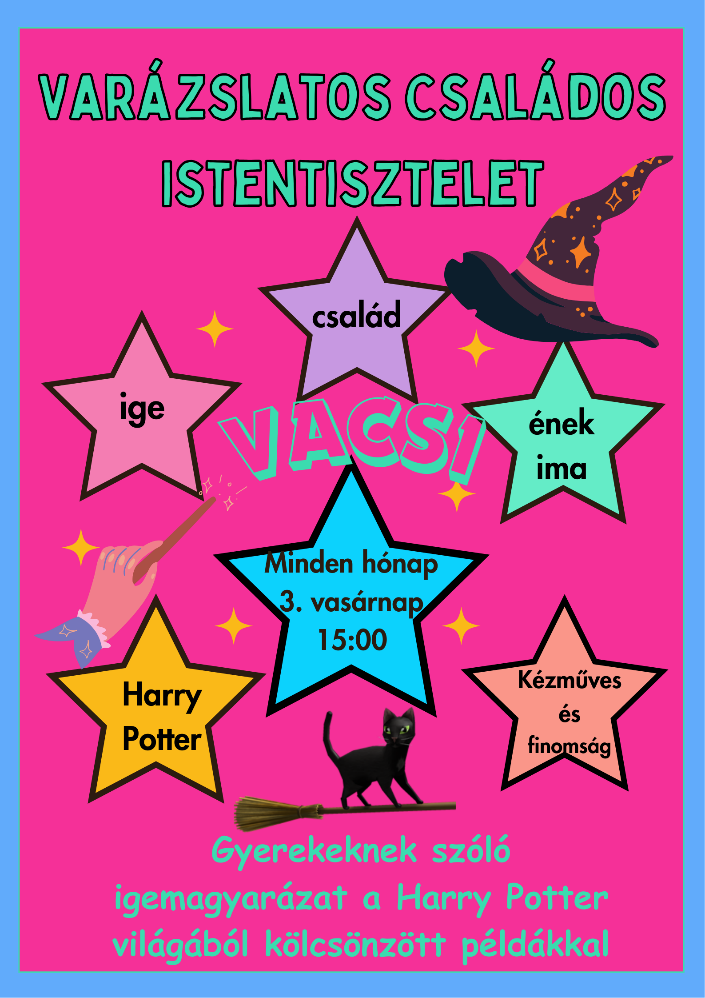 VARÁZSLATOS CSALÁDOS
ISTENTISZTELET
család
ige
ének
ima
VACSI
Minden hónap
3. vasárnap
15:00
Harry
Potter
Kézműves
és
finomság
Gyerekeknek szóló
igemagyarázat a Harry Potter
világából kölcsönzött példákkal